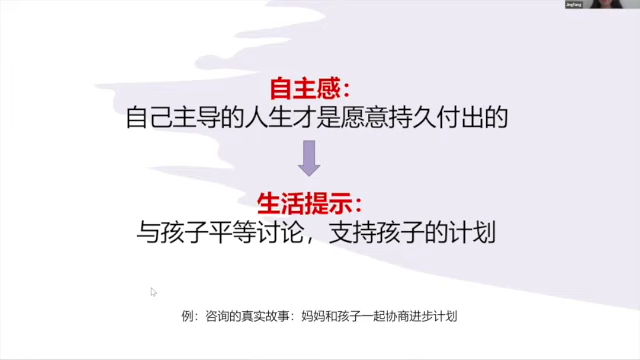 JingFang
自主感：
自己主导的人生才是愿意持久付出的
生活提示：
与孩子平等讨论，支持孩子的计划
例：咨询的真实故事：妈妈和孩子一起协商进步计划